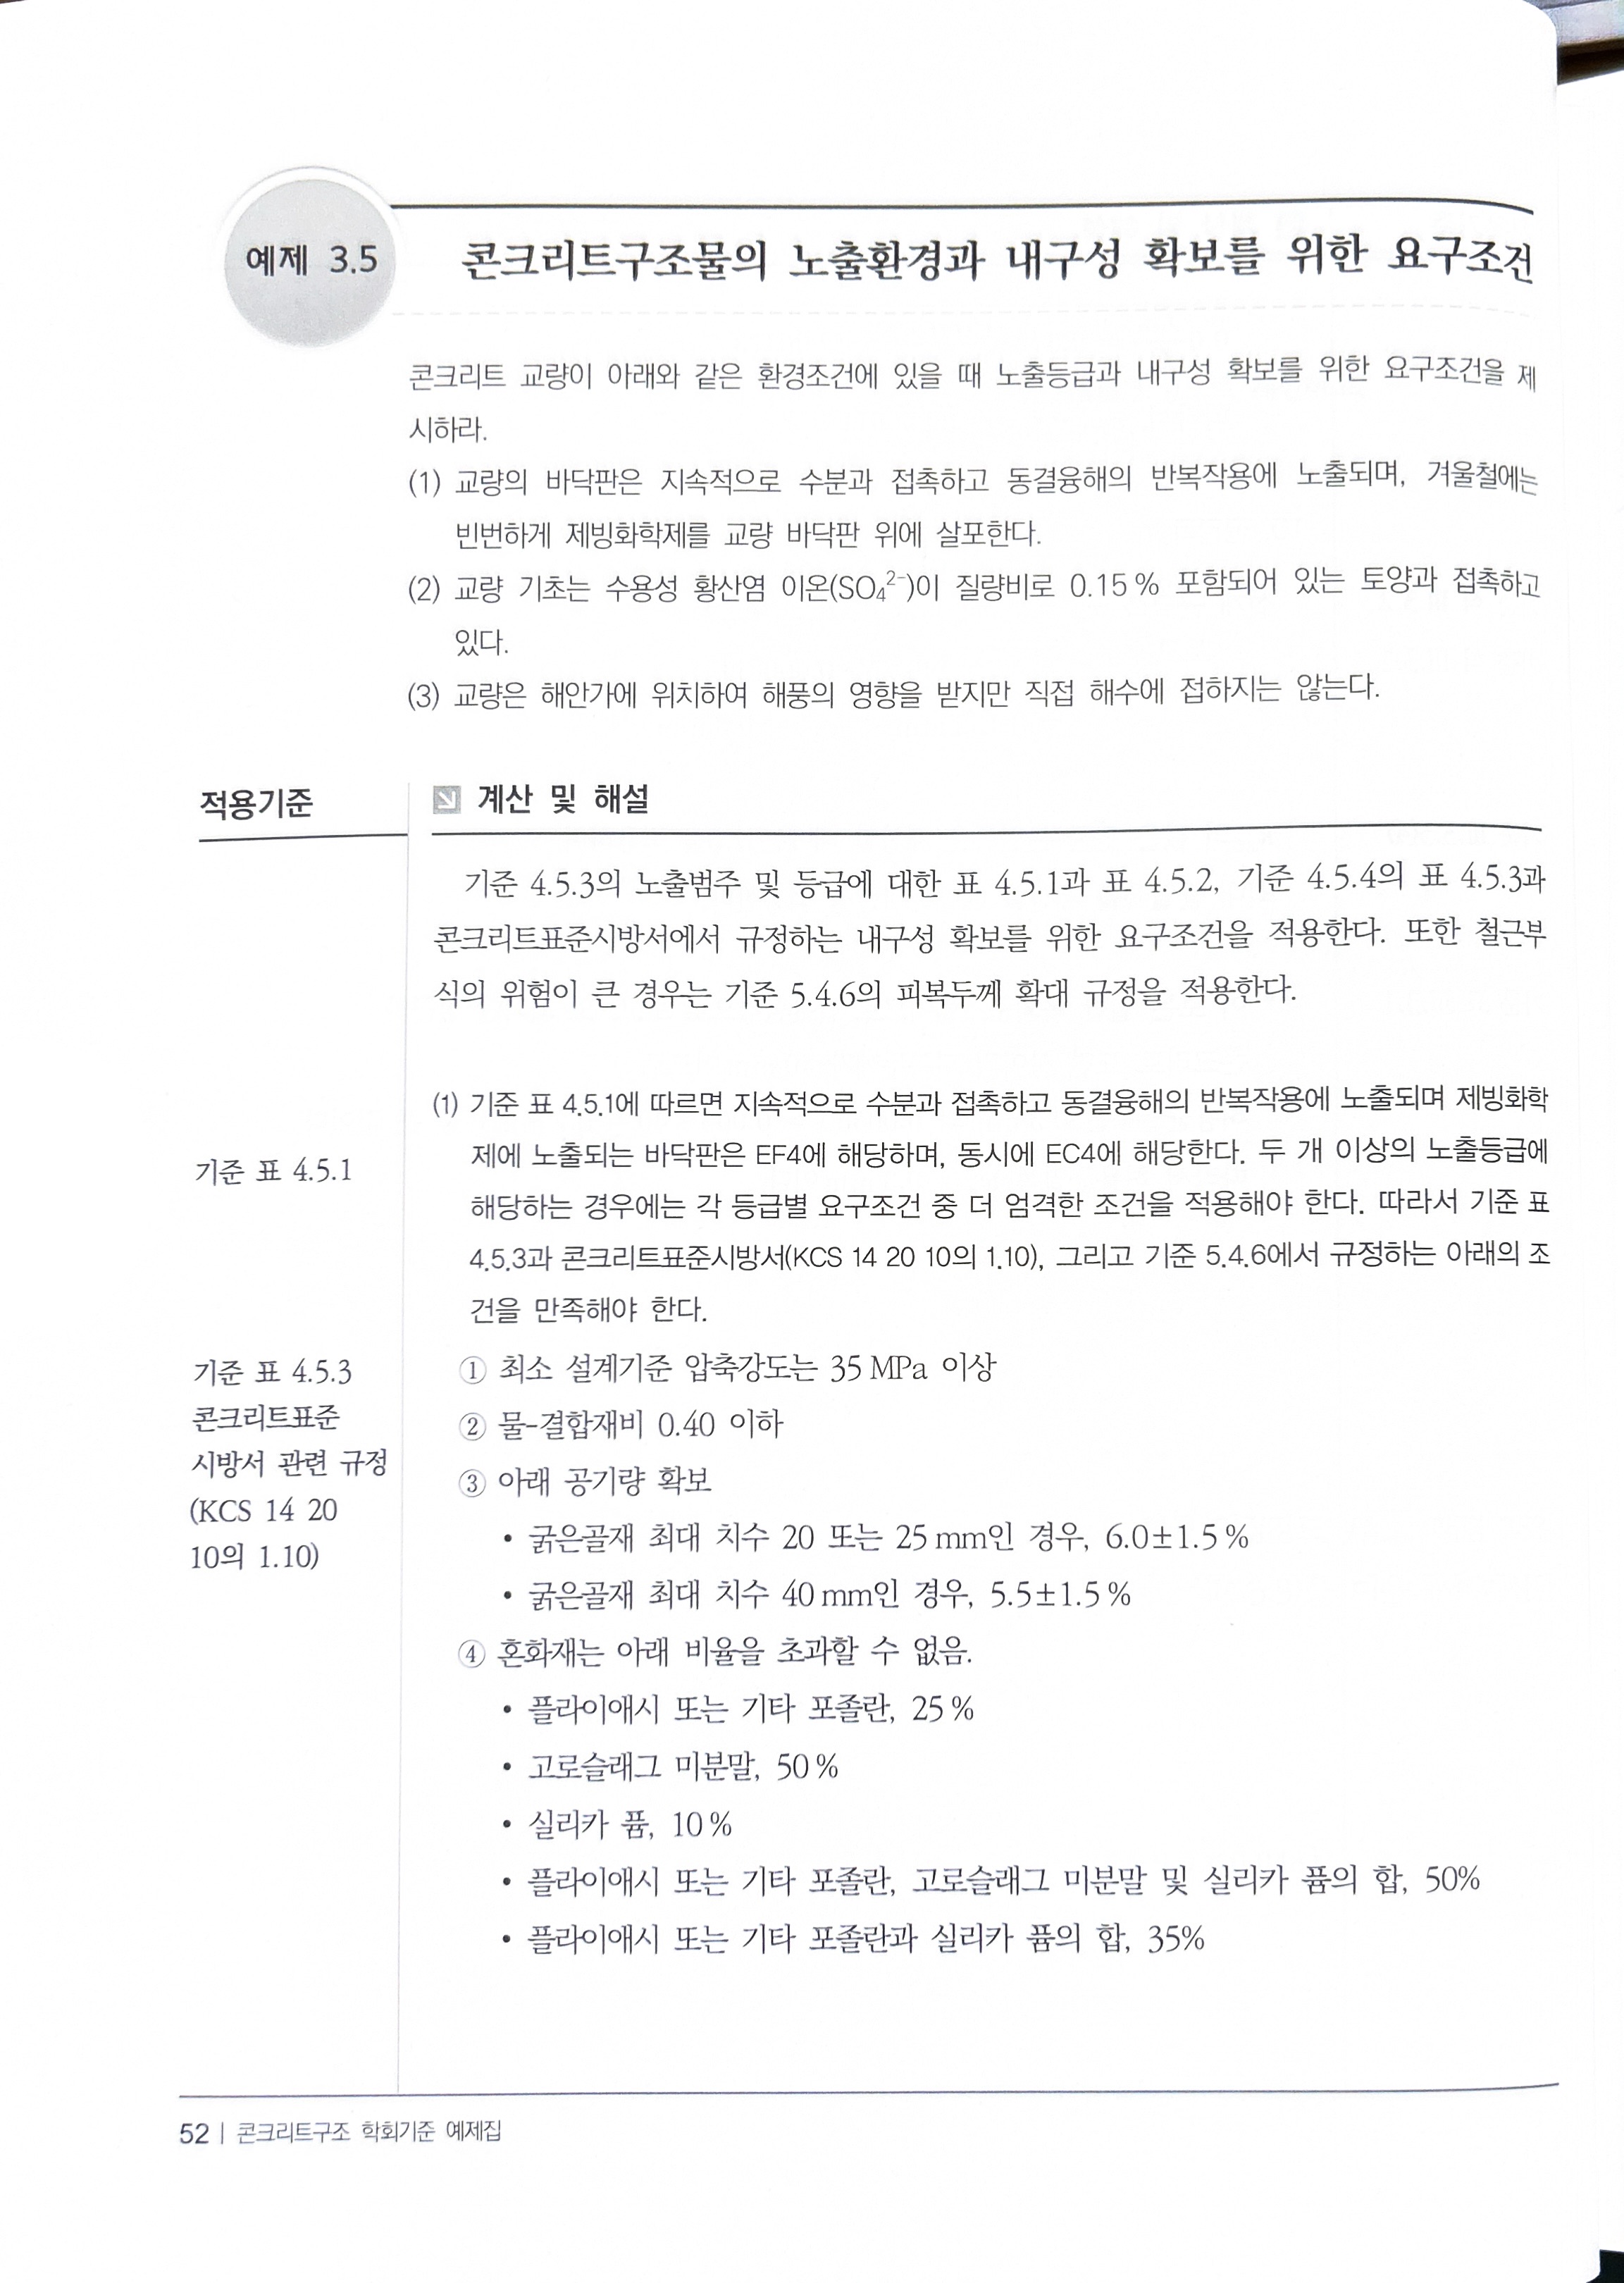 예제 3.5
콘크리트구조물의 노출환경과 내구성 확보를 위한 요구조건
콘크리트 교량이 아래와 같은 환경조건에 있을 때 노출등급과 내구성 확보를 위한 요구조건을 제
시하라.
(1) 교량의 바닥판은 지속적으로 수분과 접촉하고 동결융해의 반복작용에 노출되며, 겨울철에는
빈번하게 제빙화학제를 교량 바닥판 위에 살포한다.
(2) 교량 기초는 수용성 황산염 이온(SO₄²⁻)이 질량비로 0.15 % 포함되어 있는 토양과 접촉하고
있다.
(3) 교량은 해안가에 위치하여 해풍의 영향을 받지만 직접 해수에 접하지는 않는다.
적용기준
계산 및 해설
기준 4.5.3의 노출범주 및 등급에 대한 표 4.5.1과 표 4.5.2, 기준 4.5.4의 표 4.5.3과
콘크리트표준시방서에서 규정하는 내구성 확보를 위한 요구조건을 적용한다. 또한 철근부
식의 위험이 큰 경우는 기준 5.4.6의 피복두께 확대 규정을 적용한다.
(1) 기준 표 4.5.1에 따르면 지속적으로 수분과 접촉하고 동결융해의 반복작용에 노출되며 제빙화학
제에 노출되는 바닥판은 EF4에 해당하며, 동시에 EC4에 해당한다. 두 개 이상의 노출등급에
해당하는 경우에는 각 등급별 요구조건 중 더 엄격한 조건을 적용해야 한다. 따라서 기준 표
4.5.3과 콘크리트표준시방서(KCS 14 20 10의 1.10), 그리고 기준 5.4.6에서 규정하는 아래의 조
건을 만족해야 한다.
기준 표 4.5.1
기준 표 4.5.3
콘크리트표준
시방서 관련 규정
(KCS 14 20
10의 1.10)
① 최소 설계기준 압축강도는 35 MPa 이상
② 물-결합재비 0.40 이하
③ 아래 공기량 확보
• 굵은골재 최대 치수 20 또는 25 mm인 경우, 6.0±1.5 %
• 굵은골재 최대 치수 40 mm인 경우, 5.5±1.5 %
④ 혼화재는 아래 비율을 초과할 수 없음.
• 플라이애시 또는 기타 포졸란, 25 %
• 고로슬래그 미분말, 50 %
• 실리카 퓸, 10 %
• 플라이애시 또는 기타 포졸란, 고로슬래그 미분말 및 실리카 퓸의 합, 50%
• 플라이애시 또는 기타 포졸란과 실리카 퓸의 합, 35%
52 | 콘크리트구조 학회기준 예제집